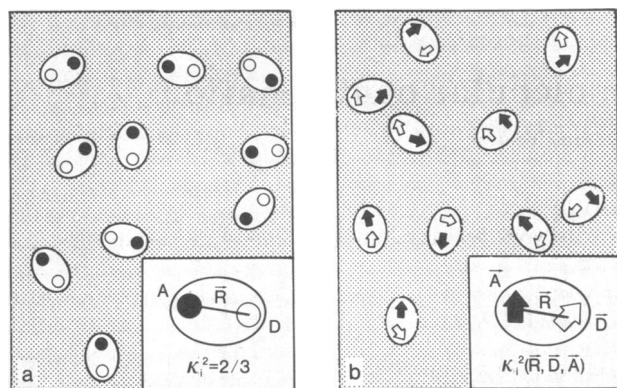 A
R⃗
D
κᵢ²=2/3
a
A⃗
R⃗
D⃗
κᵢ²(R⃗, D⃗, A⃗)
b